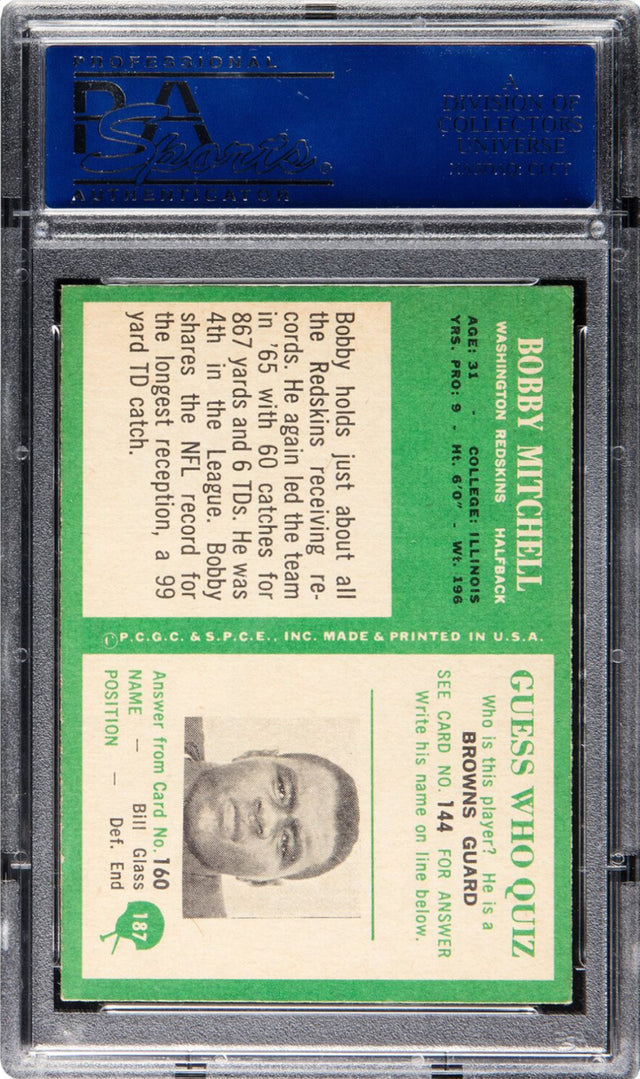 PROFESSIONAL
PSA
Sports
AUTHENTICATOR
A
DIVISION OF
COLLECTORS
UNIVERSE
NASDAQ: CLCT
BOBBY MITCHELL
WASHINGTON REDSKINS HALFBACK
AGE: 31 - COLLEGE: ILLINOIS
YRS. PRO: 9 - Ht. 6'0" - Wt. 196
Bobby holds just about all
the Redskins receiving re-
cords. He again led the team
in '65 with 60 catches for
867 yards and 6 TDs. He was
4th in the League. Bobby
shares the NFL record for
the longest reception, a 99
yard TD catch.
©P.C.G.C. & S.P.C.E., INC. MADE & PRINTED IN U.S.A.
GUESS WHO QUIZ
Who is this player? He is a
BROWNS GUARD
SEE CARD NO. 144 FOR ANSWER
Write his name on line below.
Answer from Card No. 160
NAME — Bill Glass
POSITION — Def. End
187